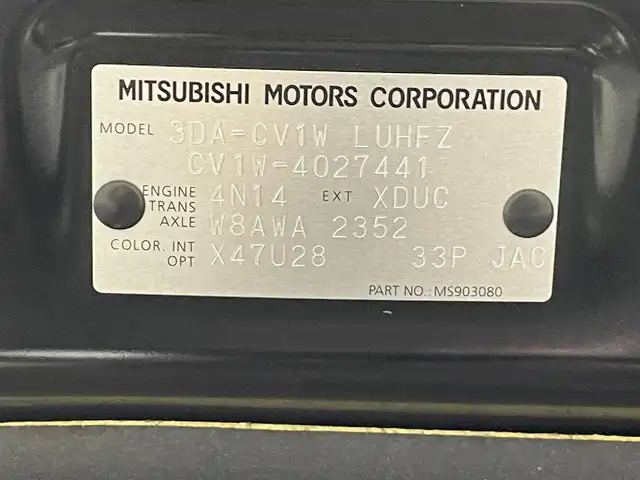 MITSUBISHI MOTORS CORPORATION
MODEL 3DA-CV1W LUHFZ
CV1W-4027441
ENGINE 4N14 EXT XDUC
TRANS
AXLE W8AWA 2352
COLOR. INT X47U28 33P JAC
OPT
PART NO. MS903080